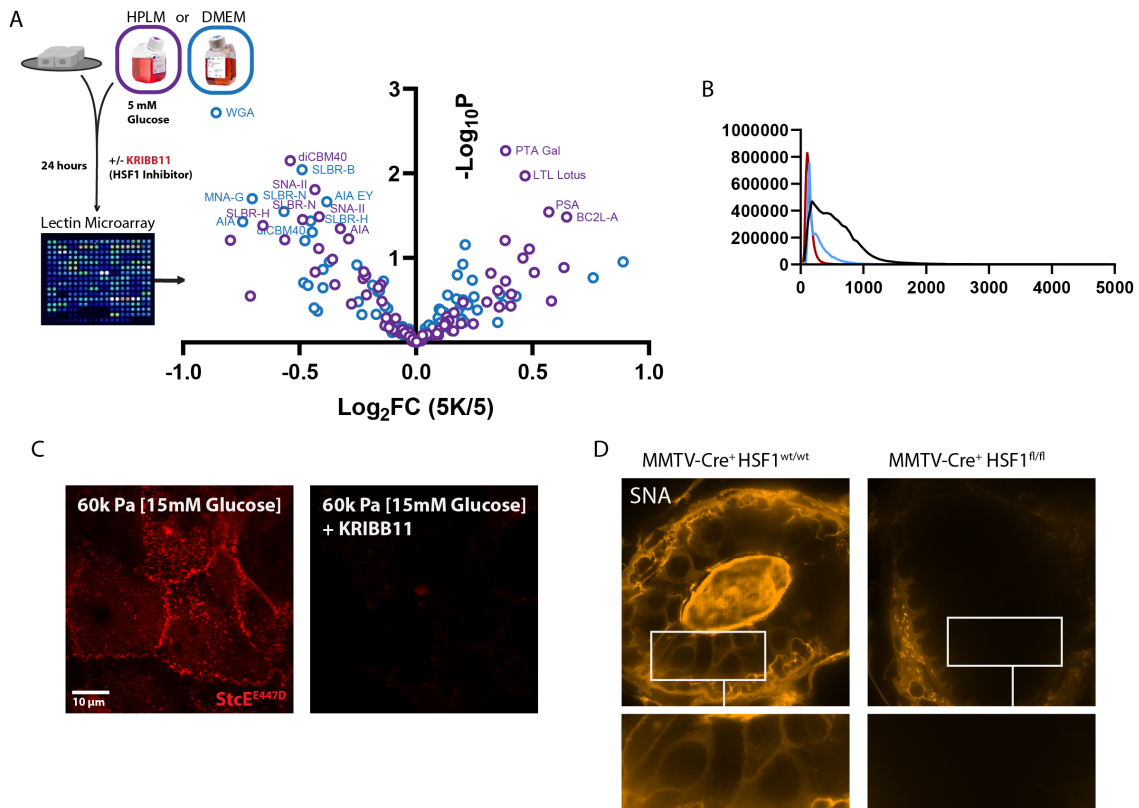 A
HPLM or DMEM
5 mM
Glucose
24 hours
+/- KRIBB11
(HSF1 Inhibitor)
Lectin Microarray
3
2
1
-Log10P
WGA
diCBM40
SLBR-B
SNA-II
MNA-G
SLBR-N
AIA EY
SLBR-N
SNA-II
SLBR-H
SLBR-H
AIA
diCBM40
AIA
PTA Gal
LTL Lotus
PSA
BC2L-A
-1.0
-0.5
0.0
0.5
1.0
Log2FC (5K/5)
B
1000000
800000
600000
400000
200000
0
0
1000
2000
3000
4000
5000
C
60k Pa [15mM Glucose]
10 µm
StcE^E447D
60k Pa [15mM Glucose]
+ KRIBB11
D
MMTV-Cre+ HSF1wt/wt
MMTV-Cre+ HSF1fl/fl
SNA